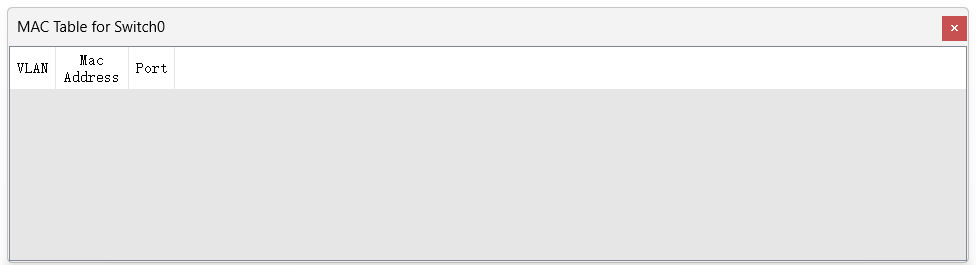 MAC Table for Switch0
VLAN
Mac
Address
Port